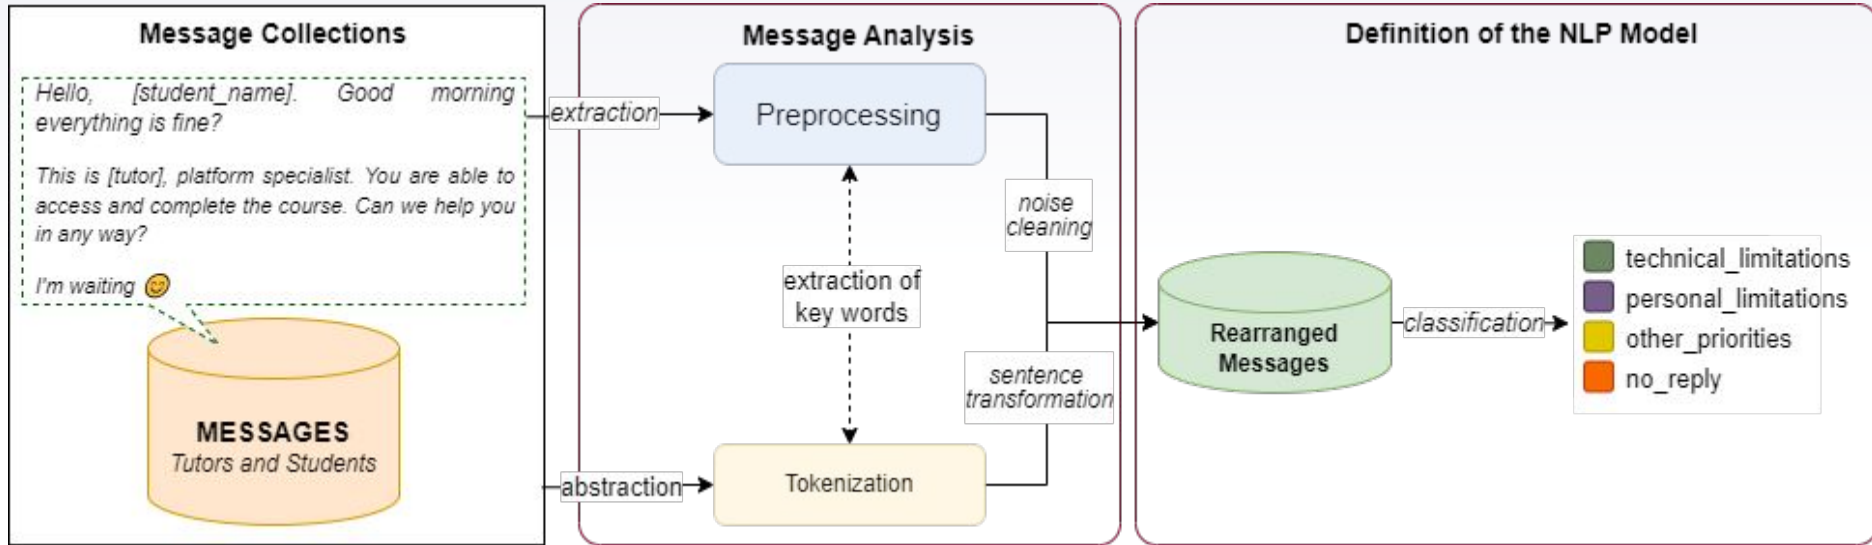 Message Collections
Hello, [student_name]. Good morning
everything is fine?
This is [tutor], platform specialist. You are able to
access and complete the course. Can we help you
in any way?
I'm waiting 😊
MESSAGES
Tutors and Students
extraction
abstraction
Message Analysis
Preprocessing
extraction of
key words
Tokenization
noise
cleaning
sentence
transformation
Definition of the NLP Model
Rearranged
Messages
classification
technical_limitations
personal_limitations
other_priorities
no_reply